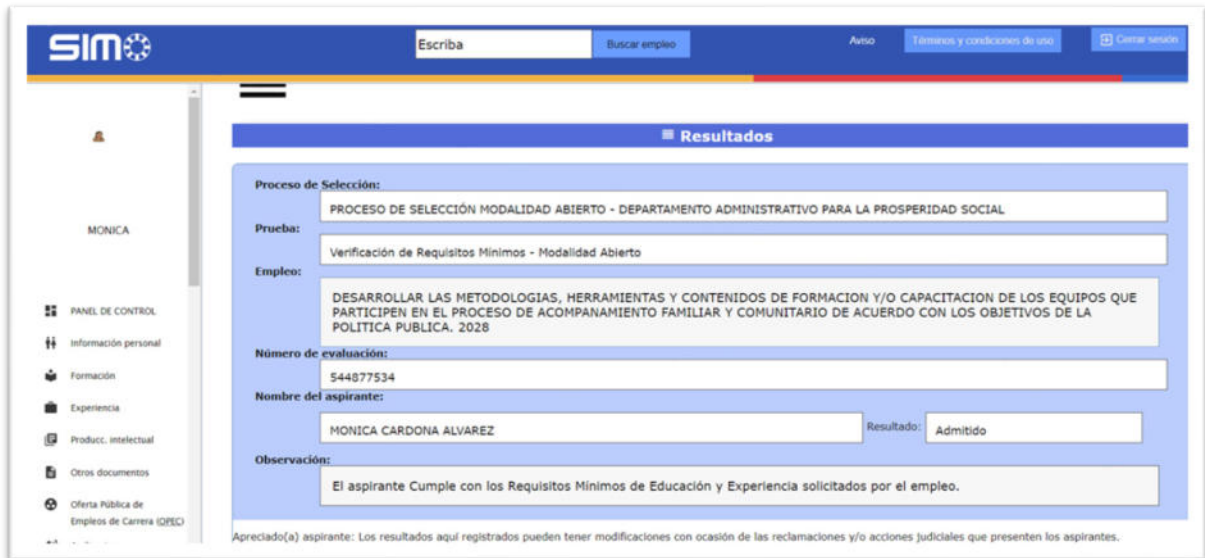 SIMO
Escriba
Buscar empleo
Aviso
Términos y condiciones de uso
Cerrar sesión
MONICA
PANEL DE CONTROL
Información personal
Formación
Experiencia
Producc. intelectual
Otros documentos
Oferta Pública de
Empleos de Carrera (OPEC)
Resultados
Proceso de Selección:
PROCESO DE SELECCIÓN MODALIDAD ABIERTO - DEPARTAMENTO ADMINISTRATIVO PARA LA PROSPERIDAD SOCIAL
Prueba:
Verificación de Requisitos Mínimos - Modalidad Abierto
Empleo:
DESARROLLAR LAS METODOLOGIAS, HERRAMIENTAS Y CONTENIDOS DE FORMACION Y/O CAPACITACION DE LOS EQUIPOS QUE
PARTICIPEN EN EL PROCESO DE ACOMPANAMIENTO FAMILIAR Y COMUNITARIO DE ACUERDO CON LOS OBJETIVOS DE LA
POLITICA PUBLICA. 2028
Número de evaluación:
544877534
Nombre del aspirante:
MONICA CARDONA ALVAREZ
Resultado:
Admitido
Observación:
El aspirante Cumple con los Requisitos Mínimos de Educación y Experiencia solicitados por el empleo.
Apreciado(a) aspirante: Los resultados aquí registrados pueden tener modificaciones con ocasión de las reclamaciones y/o acciones judiciales que presenten los aspirantes.